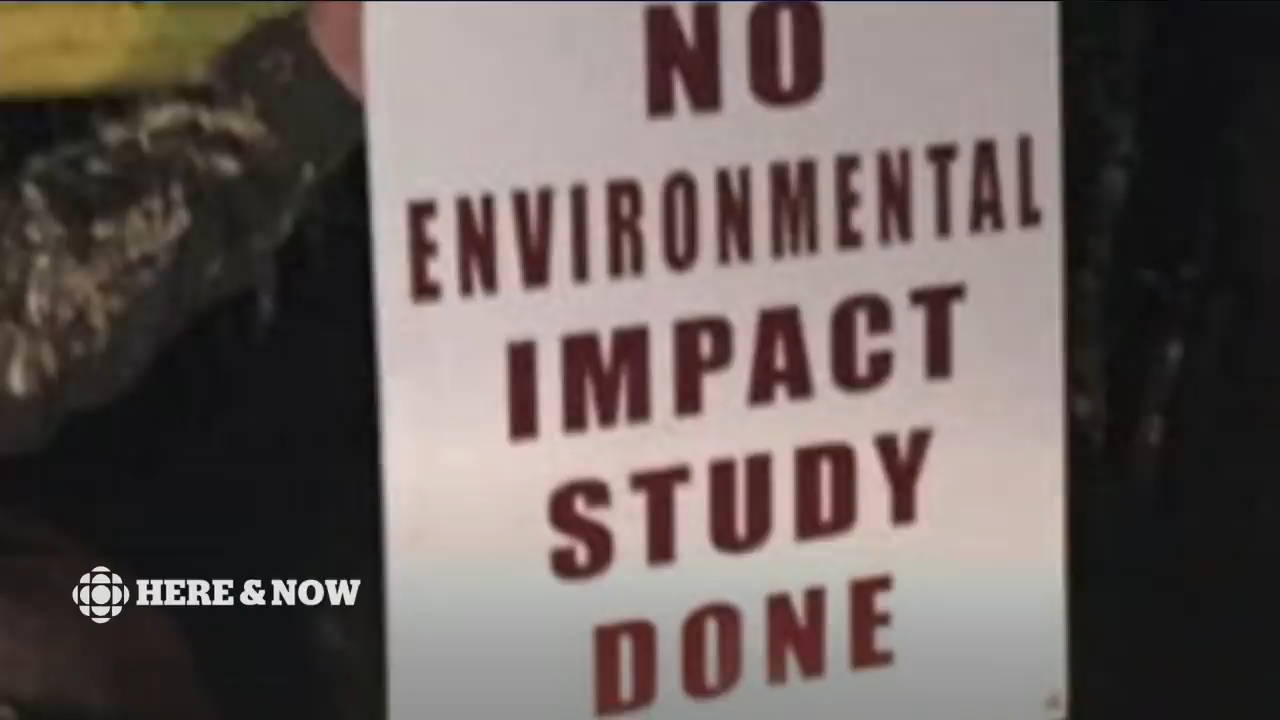 NO
ENVIRONMENTAL
IMPACT
STUDY
DONE
HERE & NOW